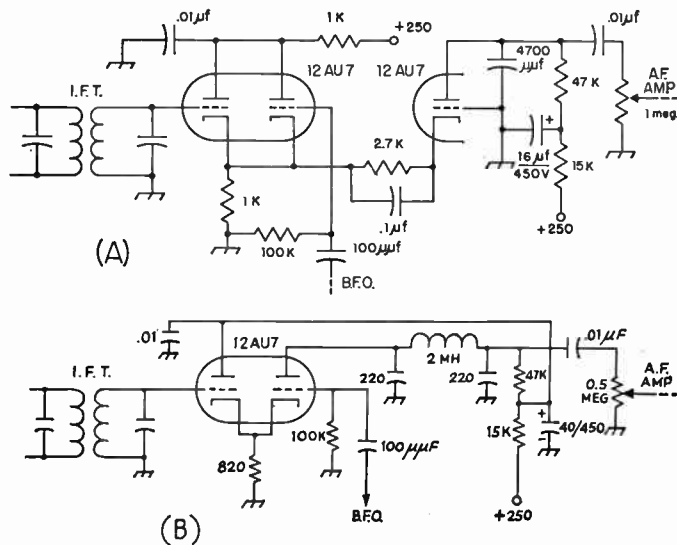 .01µf
1K
+250
.01µf
12AU7
12AU7
4700
µµf
47K
A.F.
AMP
1 meg.
I.F.T.
2.7K
16µf
450V
+
15K
1K
.1µf
+250
100K
100µµf
(A)
B.F.O.
.01
12AU7
2 MH
.01µF
I.F.T.
220
220
47K
0.5
MEG
A.F.
AMP
100K
15K
+
-
40/450
820
100µµF
B.F.O.
+250
(B)